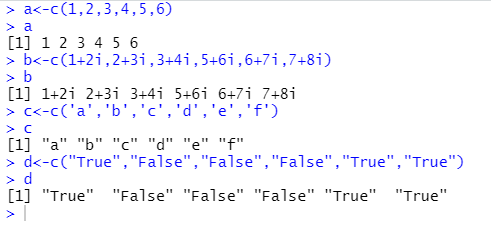 > a<-c(1,2,3,4,5,6)
> a
[1] 1 2 3 4 5 6
> b<-c(1+2i,2+3i,3+4i,5+6i,6+7i,7+8i)
> b
[1] 1+2i 2+3i 3+4i 5+6i 6+7i 7+8i
> c<-c('a','b','c','d','e','f')
> c
[1] "a" "b" "c" "d" "e" "f"
> d<-c("True","False","False","False","True","True")
> d
[1] "True"  "False" "False" "False" "True"  "True"
>